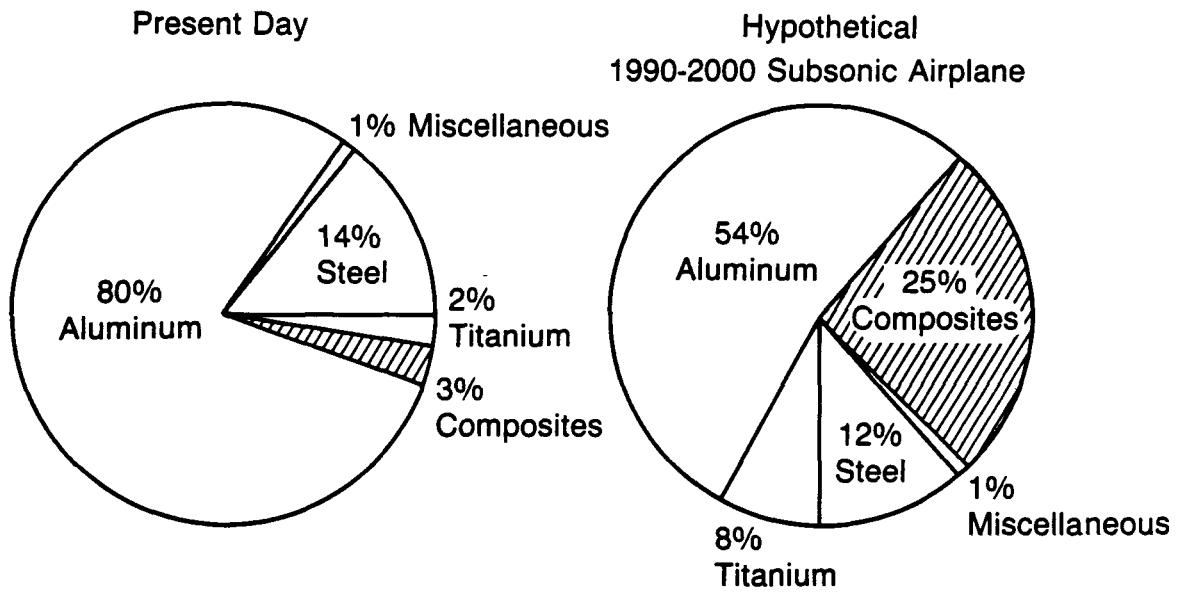 Present Day
1% Miscellaneous
14%
Steel
80%
Aluminum
2%
Titanium
3%
Composites
Hypothetical
1990-2000 Subsonic Airplane
54%
Aluminum
25%
Composites
12%
Steel
1%
Miscellaneous
8%
Titanium